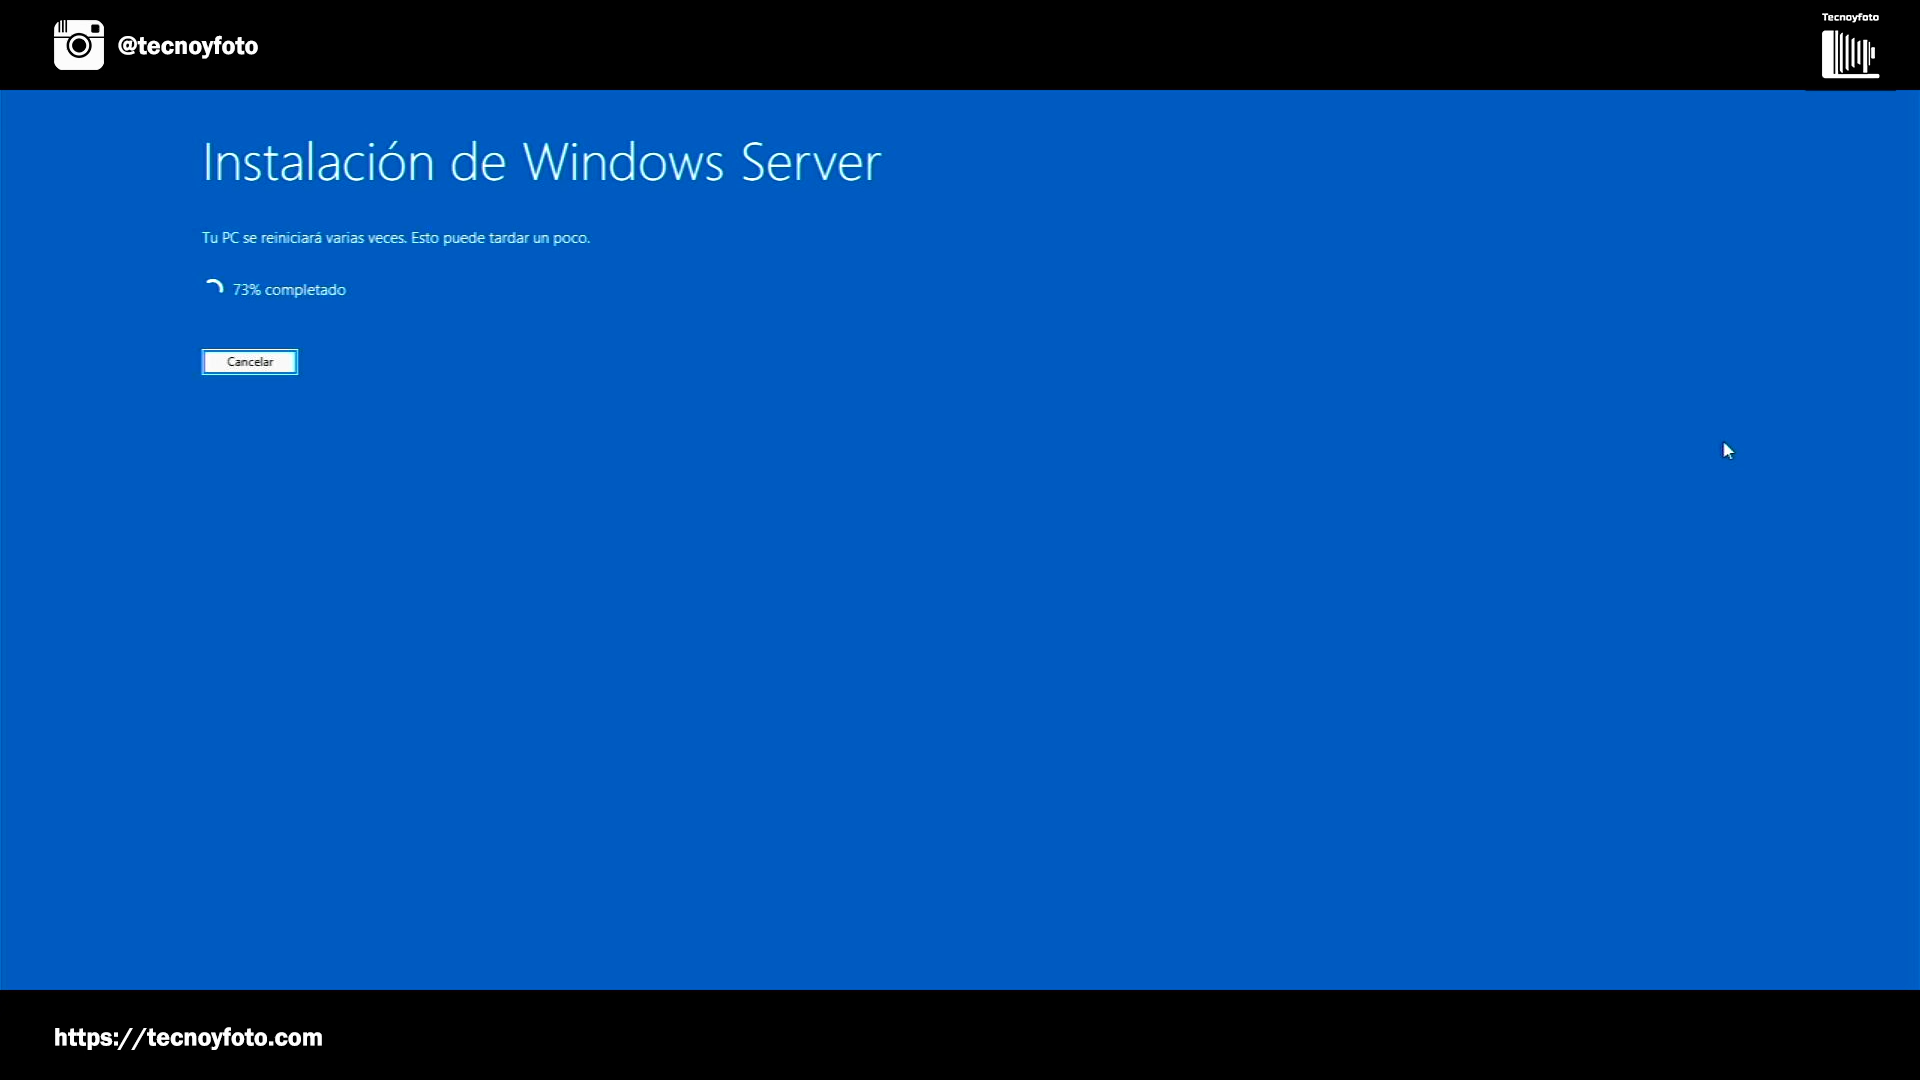 @tecnoyfoto
Tecnoyfoto
Instalación de Windows Server
Tu PC se reiniciará varias veces. Esto puede tardar un poco.
73% completado
Cancelar
https://tecnoyfoto.com